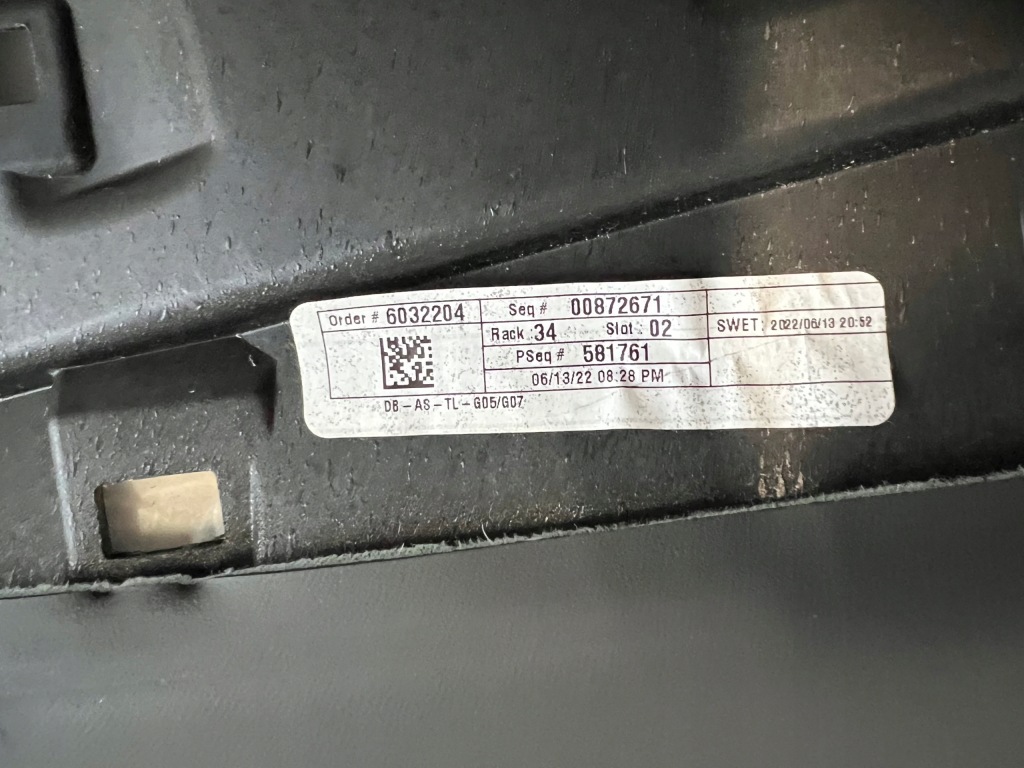 Order # 6032204
Seq # 00872671
Rack: 34 Slot: 02
SWET: 2022/06/13 20:52
PSeq # 581761
06/13/22 08:28 PM
DB-AS-TL-G05/G07